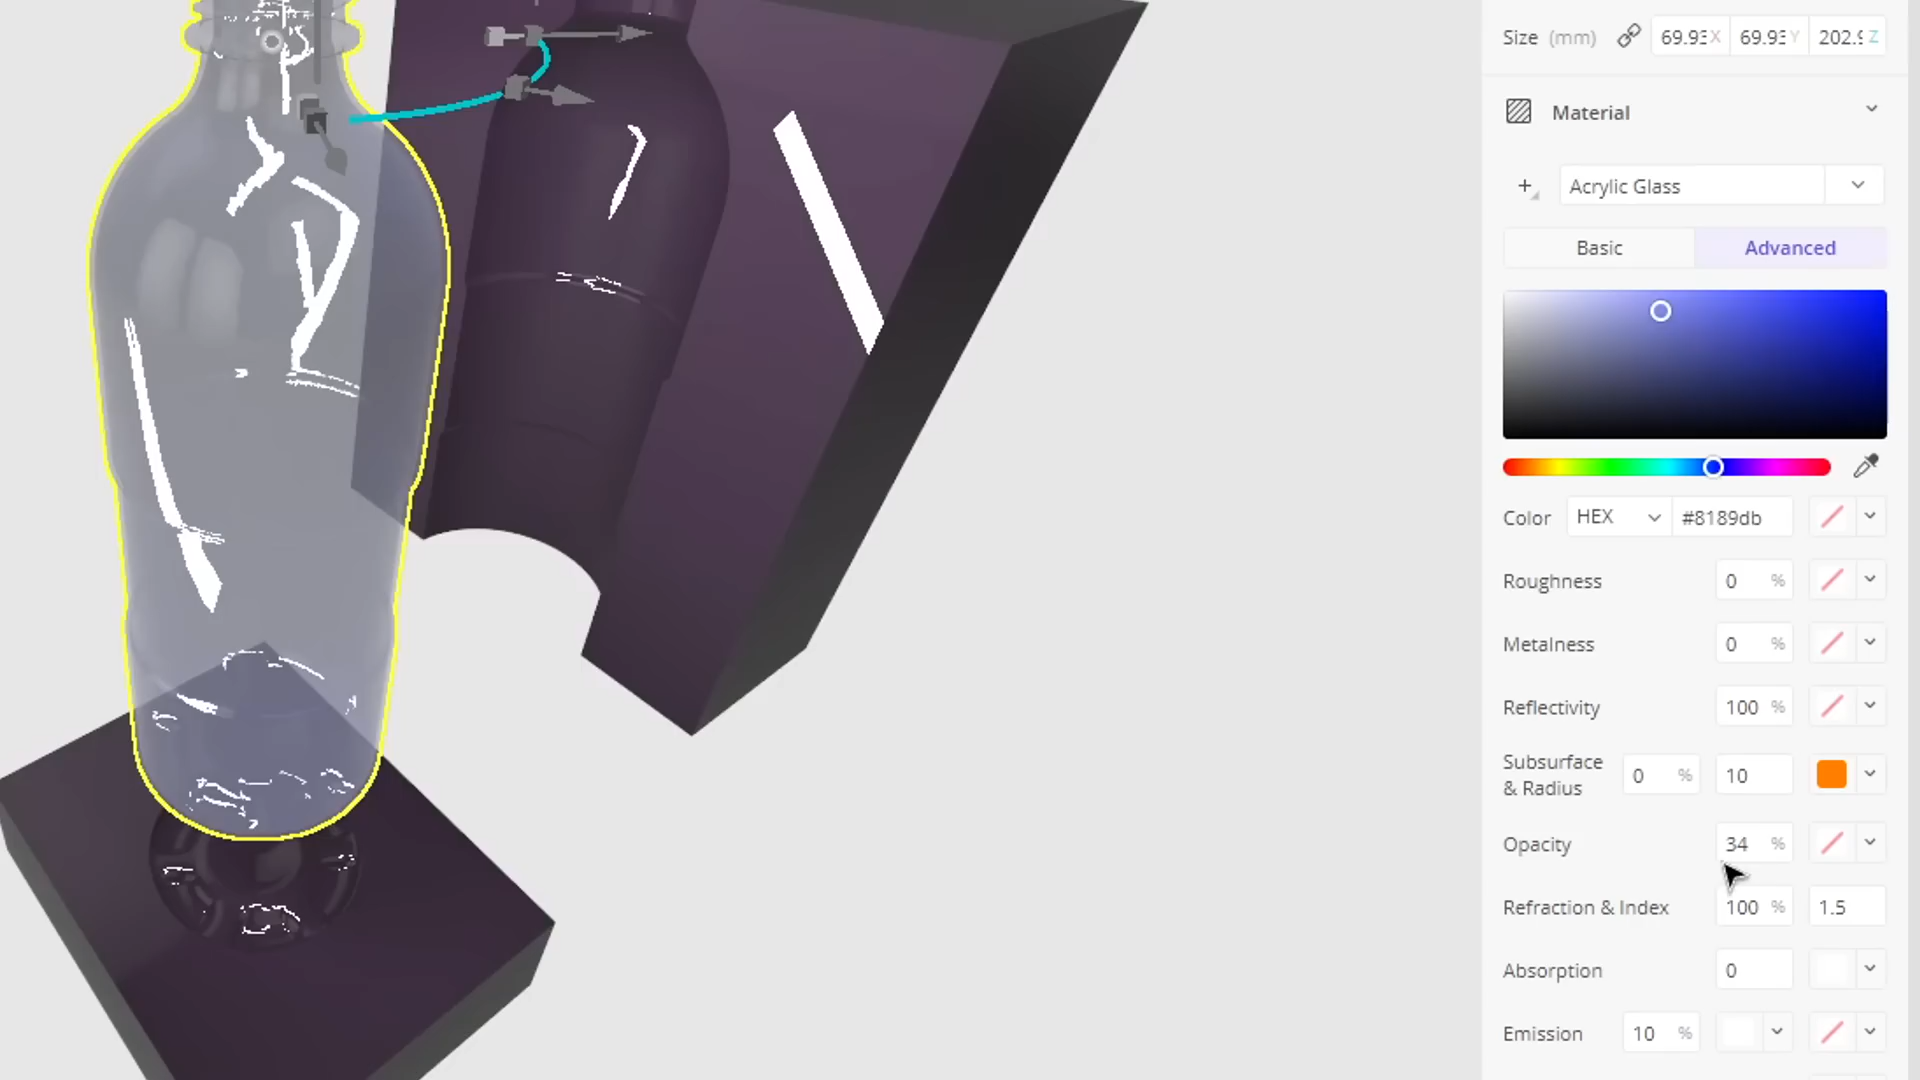 Size (mm) 69.93 X 69.93 Y 202.9 Z
Material
+ Acrylic Glass
Basic Advanced
Color HEX #8189db
Roughness 0 %
Metalness 0 %
Reflectivity 100 %
Subsurface
& Radius 0 % 10
Opacity 34 %
Refraction & Index 100 % 1.5
Absorption 0
Emission 10 %